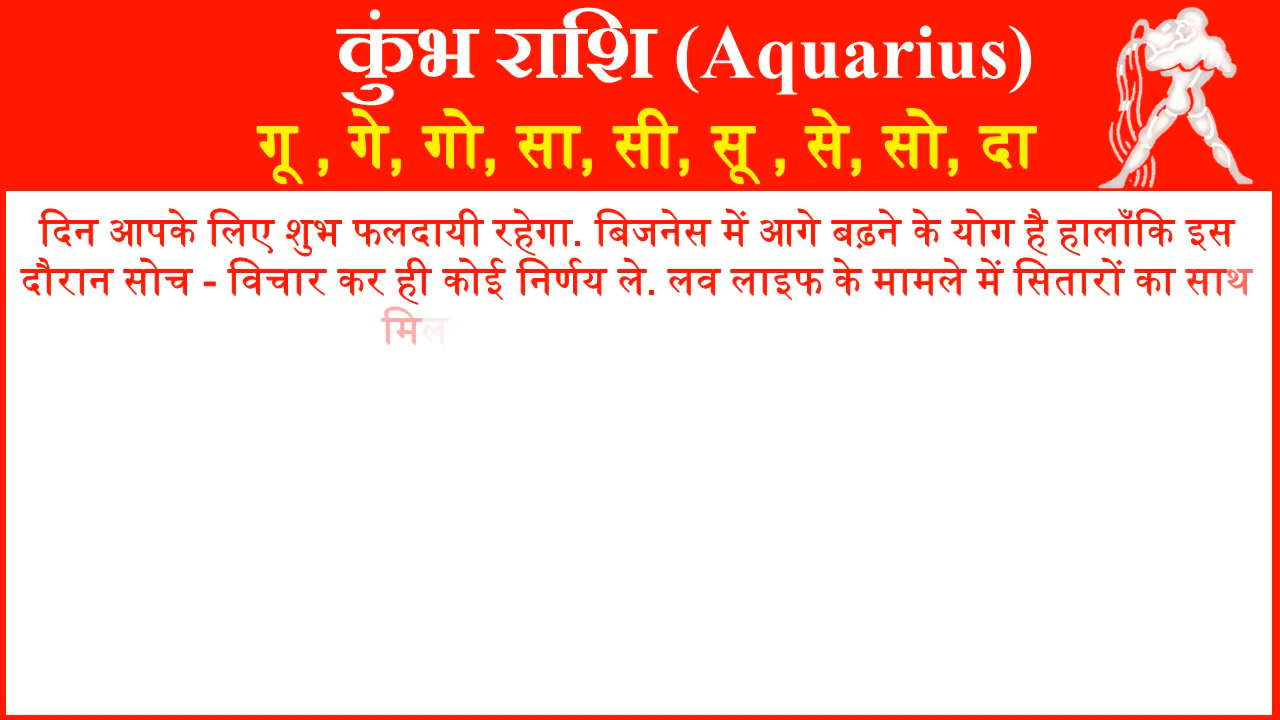 कुंभ राशि (Aquarius)
गू , गे, गो, सा, सी, सू , से, सो, दा
दिन आपके लिए शुभ फलदायी रहेगा. बिजनेस में आगे बढ़ने के योग है हालाँकि इस
दौरान सोच - विचार कर ही कोई निर्णय ले. लव लाइफ के मामले में सितारों का साथ
मिल